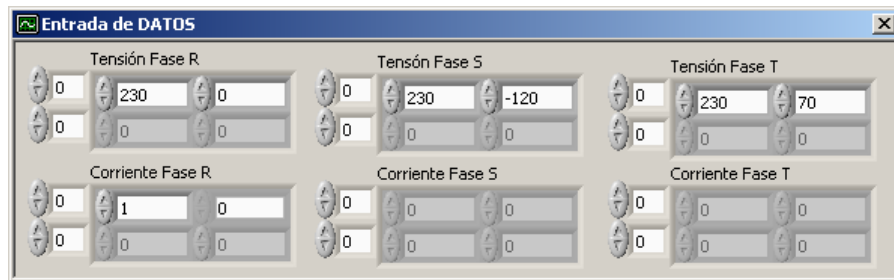 Entrada de DATOS
Tensión Fase R Tensón Fase S Tensión Fase T
0 230 0 0 230 -120 0 230 70
0 0 0 0 0 0 0 0 0
Corriente Fase R Corriente Fase S Corriente Fase T
0 1 0 0 0 0 0 0 0
0 0 0 0 0 0 0 0 0